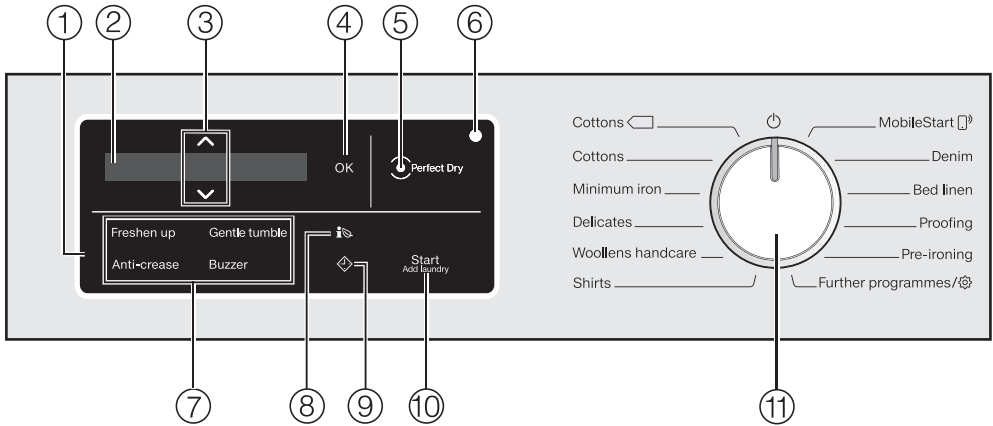 ① ② ③ ④ ⑤ ⑥
OK
Perfect Dry
Freshen up Gentle tumble
Anti-crease Buzzer
Start
Add laundry
Cottons
Cottons
Minimum iron
Delicates
Woollens handcare
Shirts
MobileStart
Denim
Bed linen
Proofing
Pre-ironing
Further programmes/
⑦ ⑧ ⑨ ⑩ ⑪